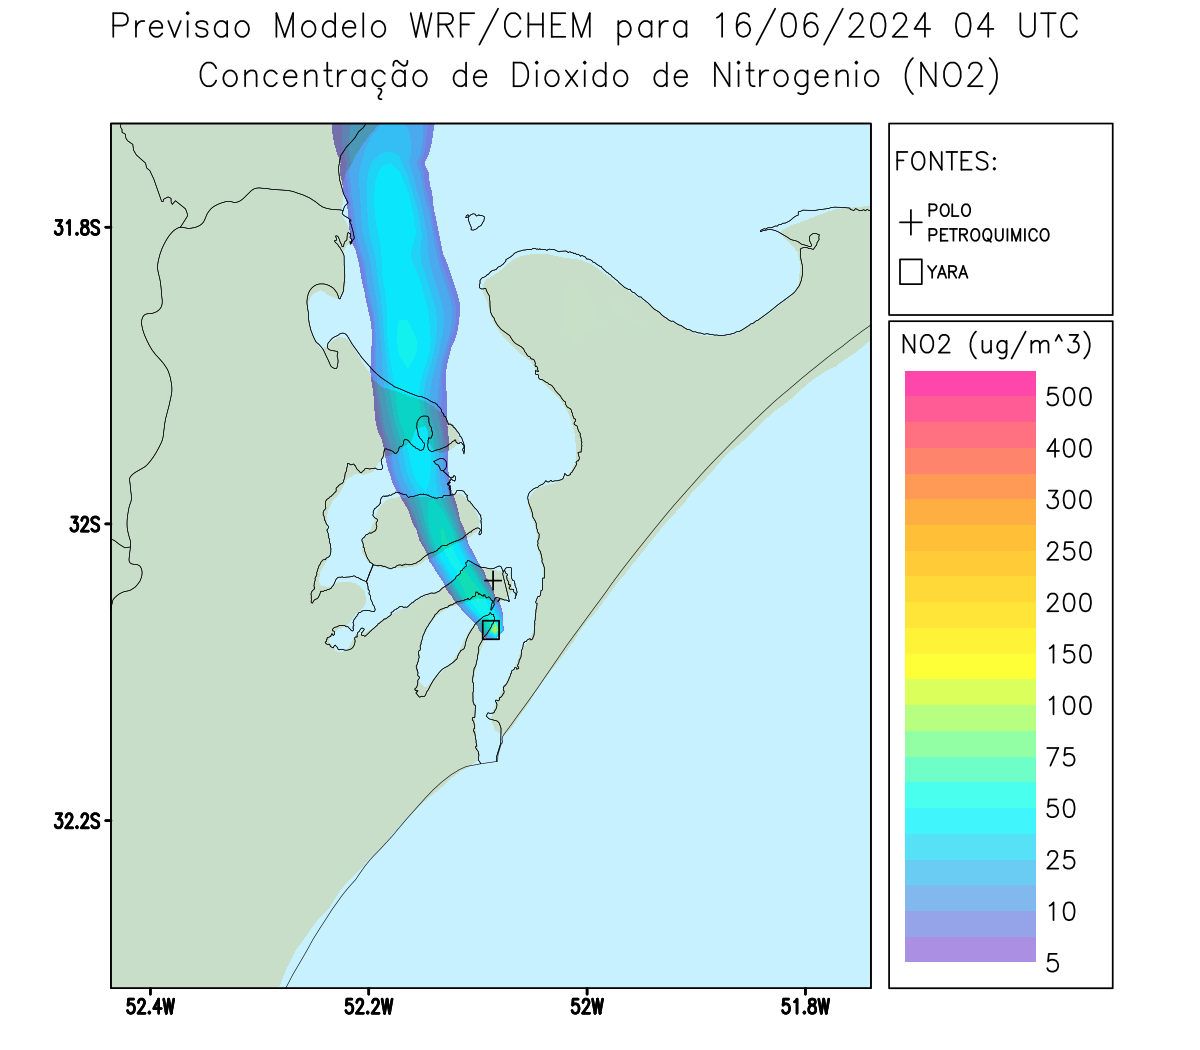 Previsao Modelo WRF/CHEM para 16/06/2024 04 UTC
Concentração de Dioxido de Nitrogenio (NO2)
FONTES:
POLO
PETROQUIMICO
YARA
NO2 (ug/m^3)
500
400
300
250
200
150
100
75
50
25
10
5
31.8S
32S
32.2S
52.4W
52.2W
52W
51.8W